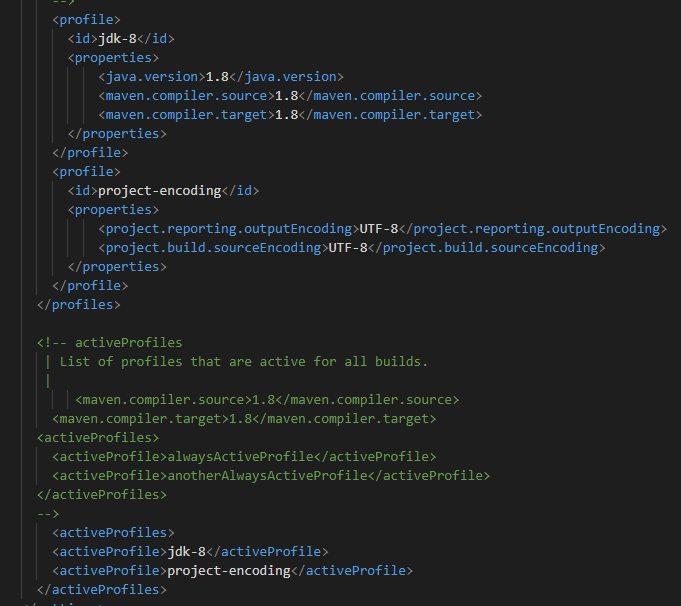 -->
<profile>
<id>jdk-8</id>
<properties>
<java.version>1.8</java.version>
<maven.compiler.source>1.8</maven.compiler.source>
<maven.compiler.target>1.8</maven.compiler.target>
</properties>
</profile>
<profile>
<id>project-encoding</id>
<properties>
<project.reporting.outputEncoding>UTF-8</project.reporting.outputEncoding>
<project.build.sourceEncoding>UTF-8</project.build.sourceEncoding>
</properties>
</profile>
</profiles>
<!-- activeProfiles
| List of profiles that are active for all builds.
|
<maven.compiler.source>1.8</maven.compiler.source>
<maven.compiler.target>1.8</maven.compiler.target>
<activeProfiles>
<activeProfile>alwaysActiveProfile</activeProfile>
<activeProfile>anotherAlwaysActiveProfile</activeProfile>
</activeProfiles>
-->
<activeProfiles>
<activeProfile>jdk-8</activeProfile>
<activeProfile>project-encoding</activeProfile>
</activeProfiles>